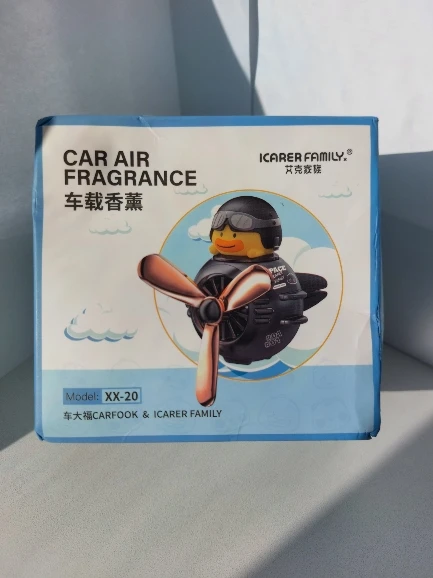 CAR AIR
FRAGRANCE
车载香薰
ICARER FAMILY.®
艾克森族
Model: XX-20
车大福CARFOOK & ICARER FAMILY